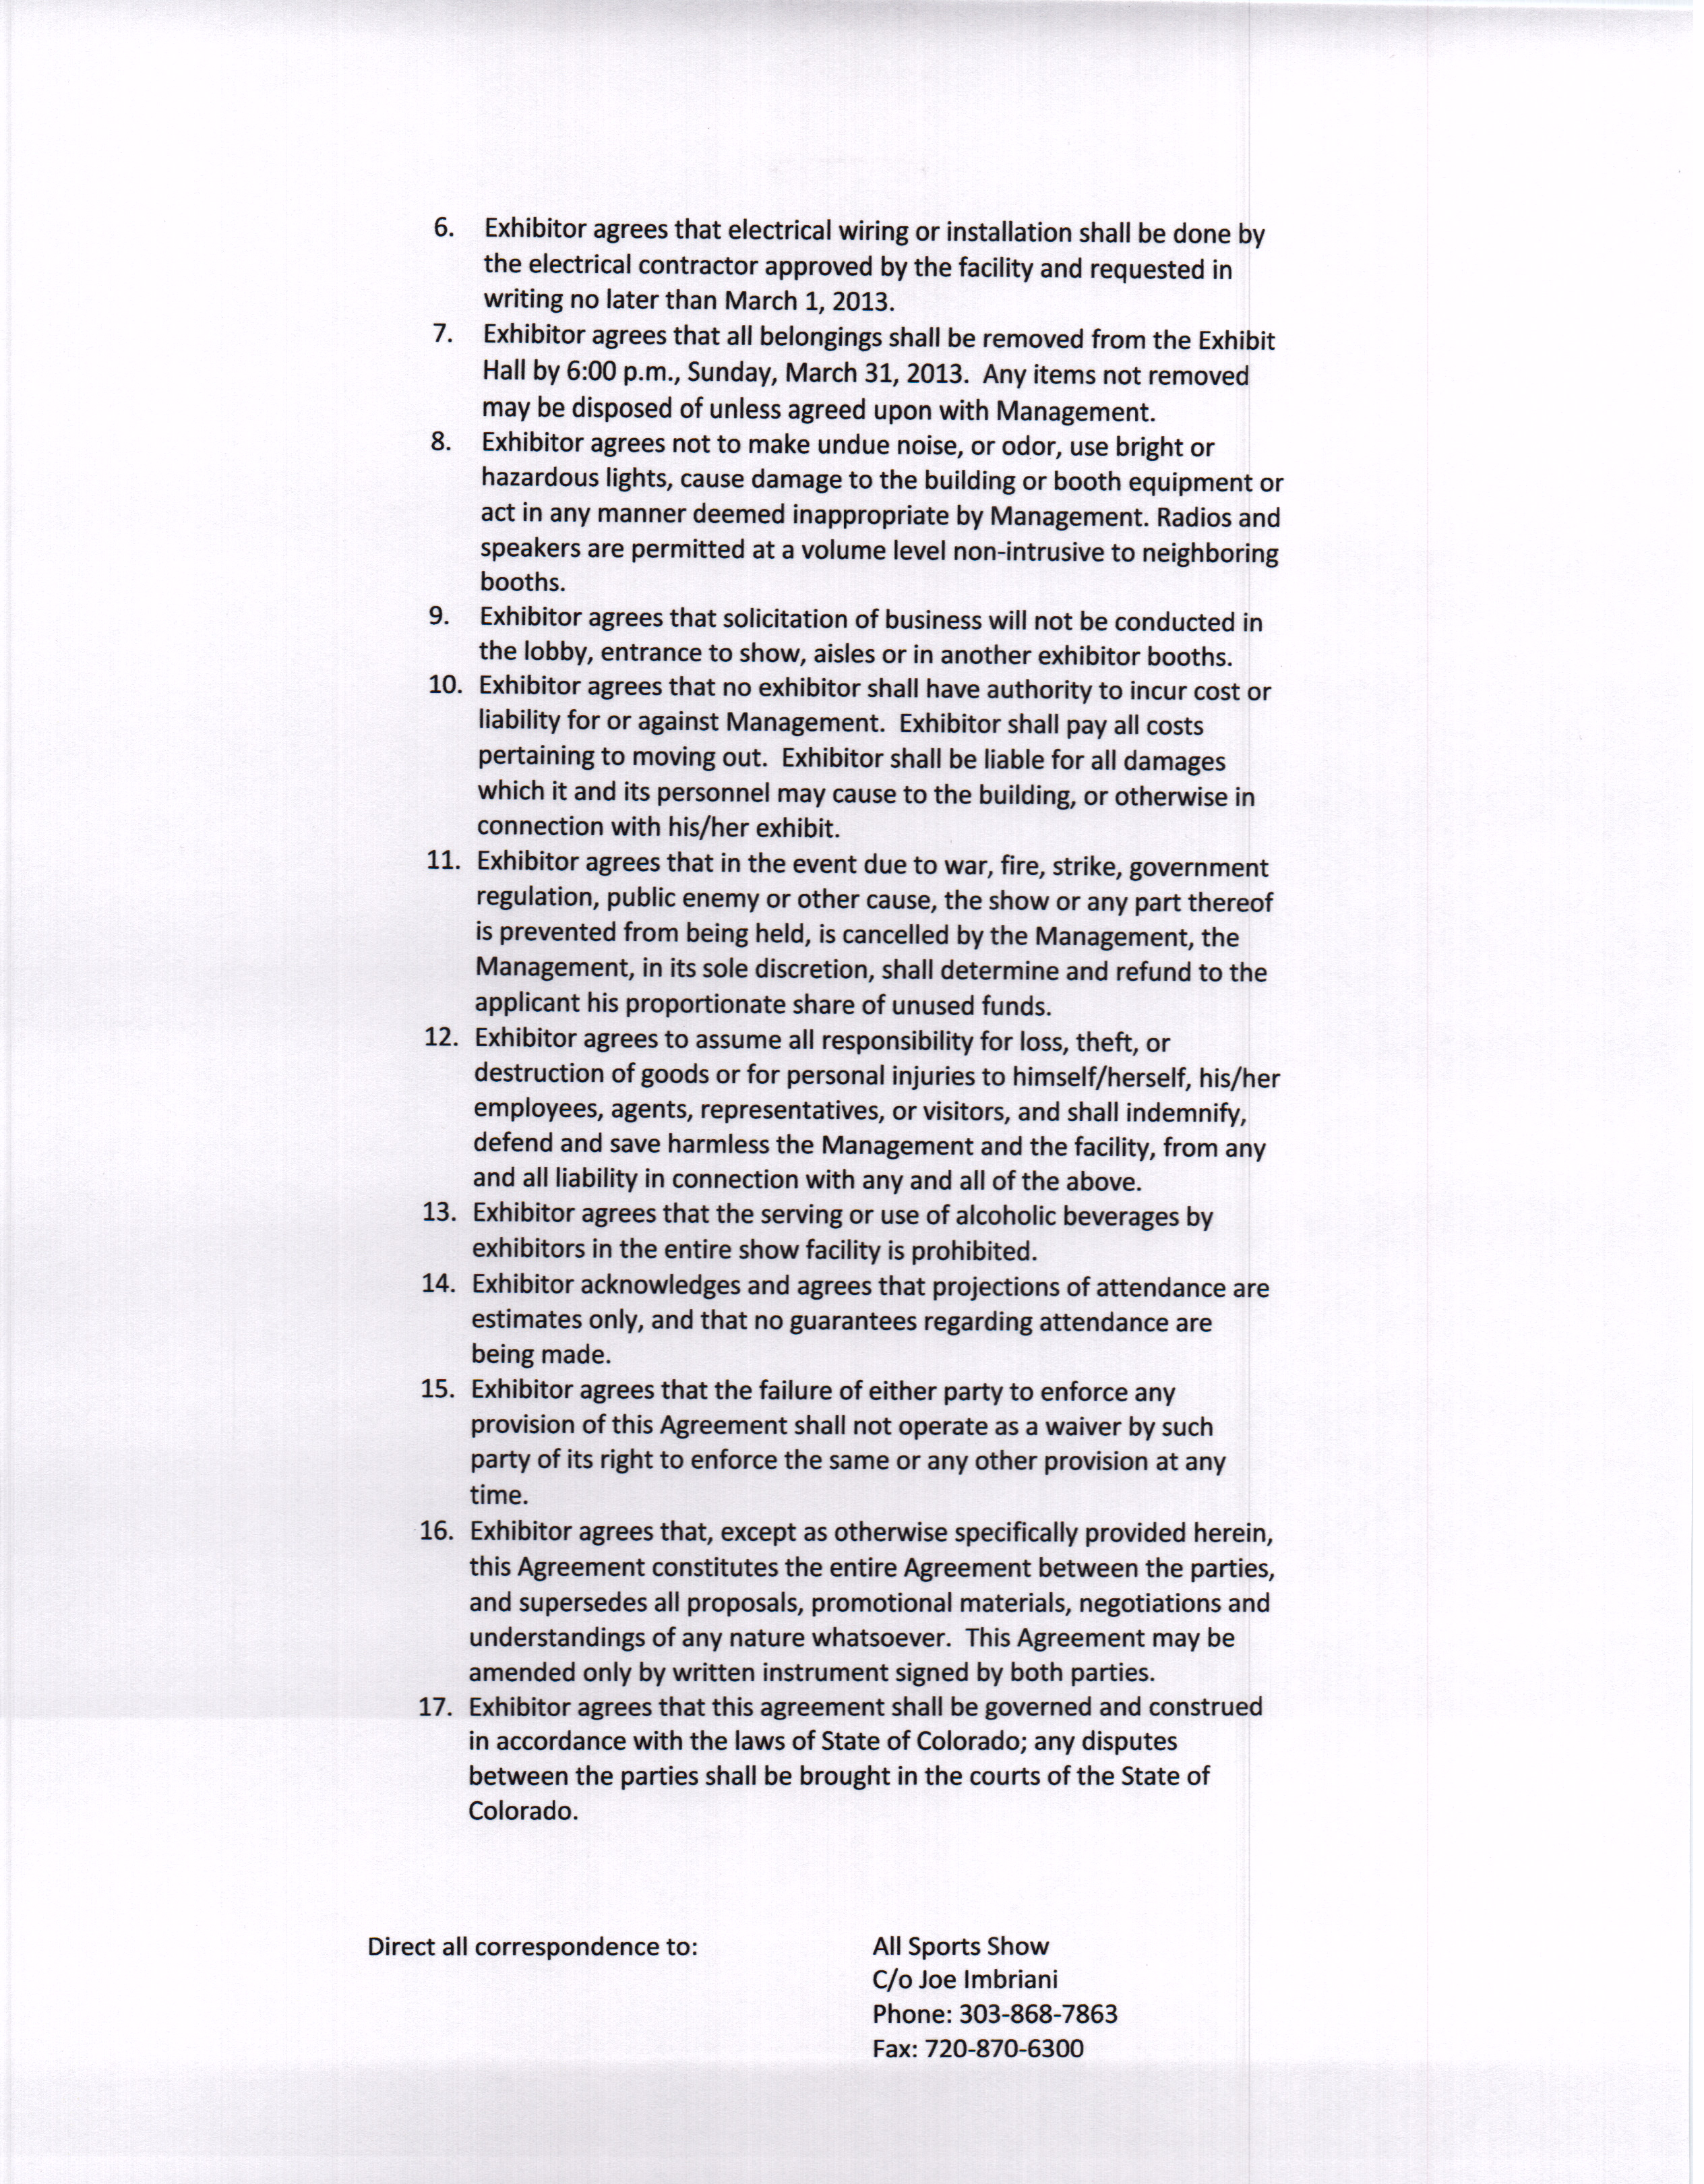 6. Exhibitor agrees that electrical wiring or installation shall be done by
the electrical contractor approved by the facility and requested in
writing no later than March 1, 2013.
7. Exhibitor agrees that all belongings shall be removed from the Exhibit
Hall by 6:00 p.m., Sunday, March 31, 2013.  Any items not removed
may be disposed of unless agreed upon with Management.
8. Exhibitor agrees not to make undue noise, or odor, use bright or
hazardous lights, cause damage to the building or booth equipment or
act in any manner deemed inappropriate by Management. Radios and
speakers are permitted at a volume level non-intrusive to neighboring
booths.
9. Exhibitor agrees that solicitation of business will not be conducted in
the lobby, entrance to show, aisles or in another exhibitor booths.
10. Exhibitor agrees that no exhibitor shall have authority to incur cost or
liability for or against Management.  Exhibitor shall pay all costs
pertaining to moving out.  Exhibitor shall be liable for all damages
which it and its personnel may cause to the building, or otherwise in
connection with his/her exhibit.
11. Exhibitor agrees that in the event due to war, fire, strike, government
regulation, public enemy or other cause, the show or any part thereof
is prevented from being held, is cancelled by the Management, the
Management, in its sole discretion, shall determine and refund to the
applicant his proportionate share of unused funds.
12. Exhibitor agrees to assume all responsibility for loss, theft, or
destruction of goods or for personal injuries to himself/herself, his/her
employees, agents, representatives, or visitors, and shall indemnify,
defend and save harmless the Management and the facility, from any
and all liability in connection with any and all of the above.
13. Exhibitor agrees that the serving or use of alcoholic beverages by
exhibitors in the entire show facility is prohibited.
14. Exhibitor acknowledges and agrees that projections of attendance are
estimates only, and that no guarantees regarding attendance are
being made.
15. Exhibitor agrees that the failure of either party to enforce any
provision of this Agreement shall not operate as a waiver by such
party of its right to enforce the same or any other provision at any
time.
16. Exhibitor agrees that, except as otherwise specifically provided herein,
this Agreement constitutes the entire Agreement between the parties,
and supersedes all proposals, promotional materials, negotiations and
understandings of any nature whatsoever.  This Agreement may be
amended only by written instrument signed by both parties.
17. Exhibitor agrees that this agreement shall be governed and construed
in accordance with the laws of State of Colorado; any disputes
between the parties shall be brought in the courts of the State of
Colorado.
Direct all correspondence to: All Sports Show
C/o Joe Imbriani
Phone: 303-868-7863
Fax: 720-870-6300